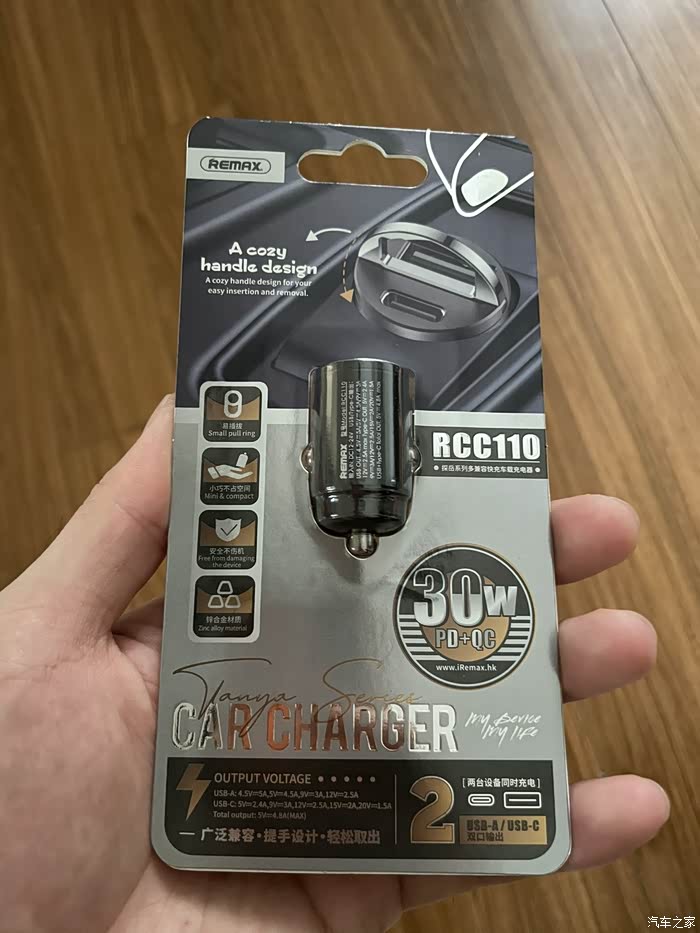 REMAX
A cozy
handle design
A cozy handle design for your
easy insertion and removal.
易插拔
Small pull ring
小巧不占空间
Mini & compact
安全不伤机
Free from damaging
the device
锌合金材质
Zinc alloy material
REMAX
RCC110
探岳系列多兼容快充车载充电器
30W
PD+QC
www.iRemax.hk
Tanya Series
CAR CHARGER
My Device
My life
OUTPUT VOLTAGE
USB-A: 4.5V⎓5A,5V⎓4.5A,9V⎓3A,12V⎓2.5A
USB-C: 5V⎓2.4A,9V⎓3A,12V⎓2.5A,15V⎓2A,20V⎓1.5A
Total output: 5V⎓4.8A(MAX)
广泛兼容·提手设计·轻松取出
2
[两台设备同时充电]
USB-A / USB-C
双口输出
汽车之家